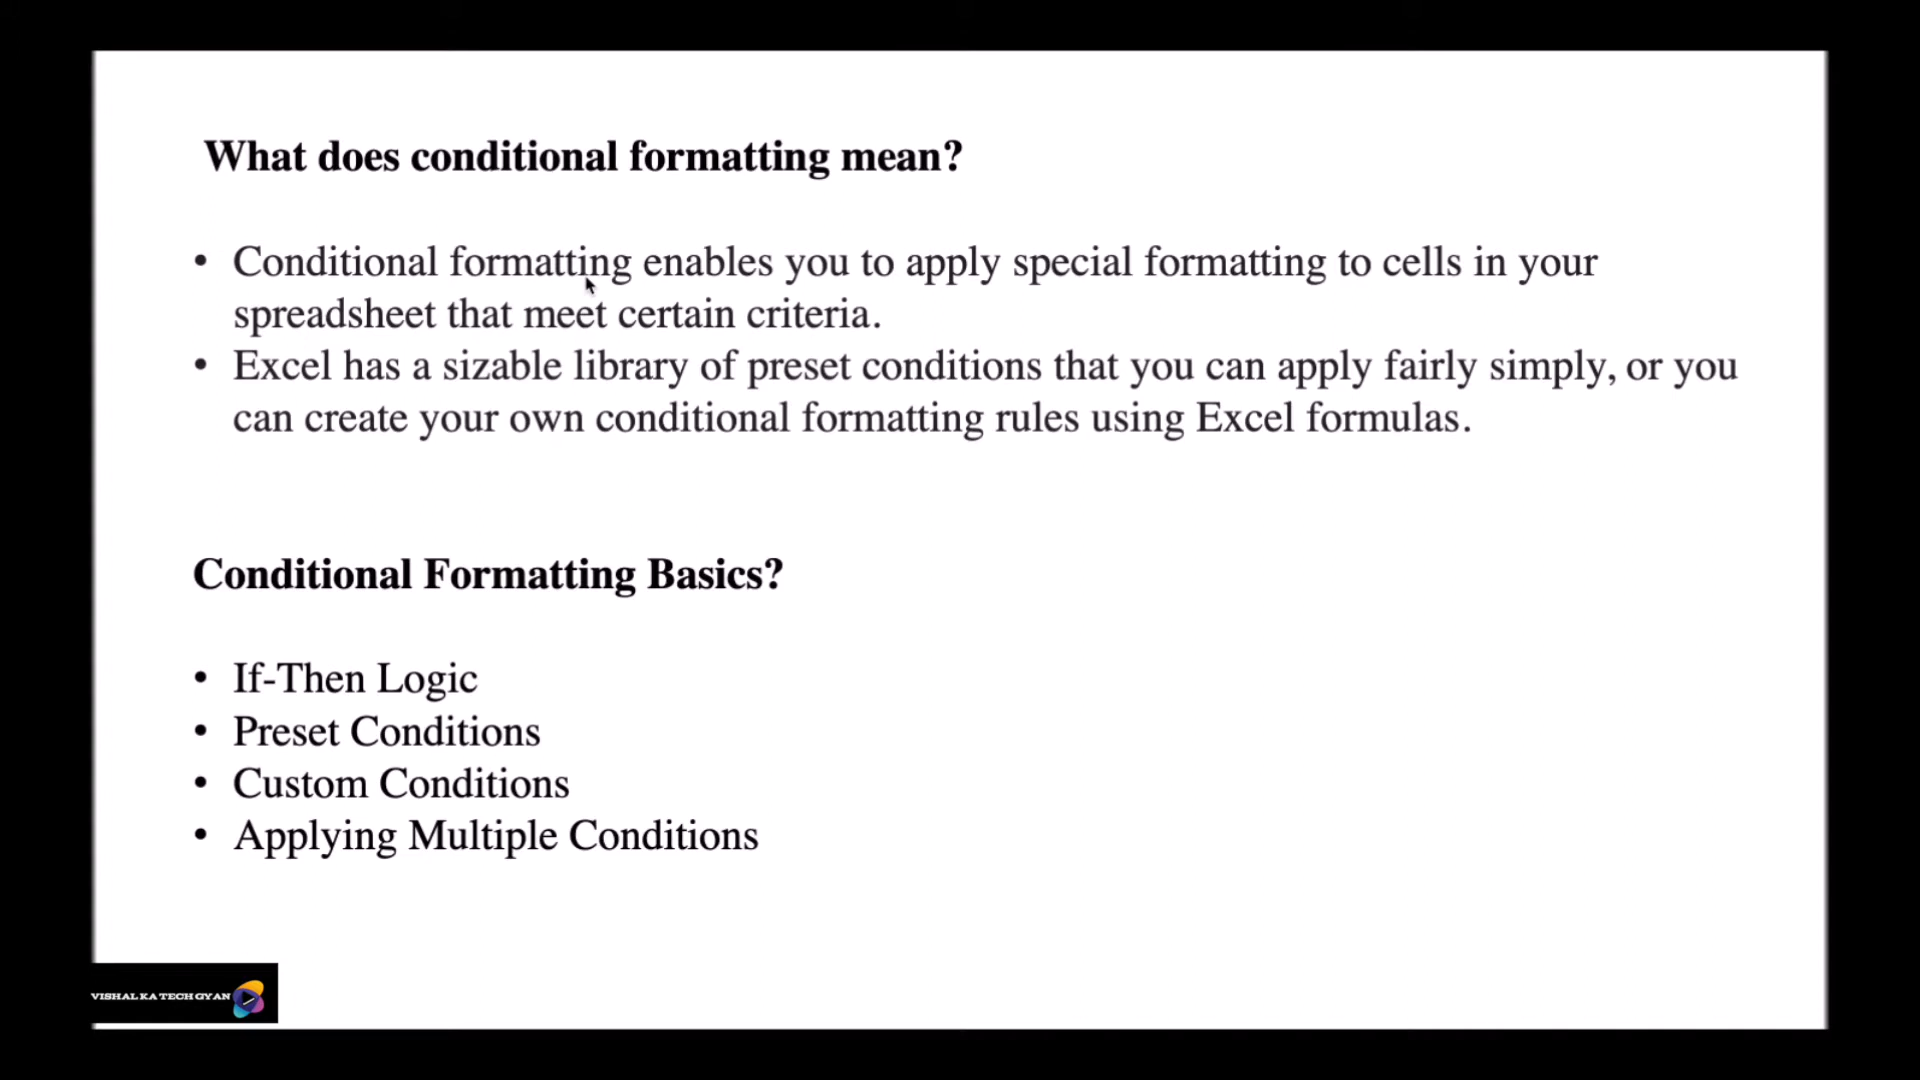 What does conditional formatting mean?
• Conditional formatting enables you to apply special formatting to cells in your
spreadsheet that meet certain criteria.
• Excel has a sizable library of preset conditions that you can apply fairly simply, or you
can create your own conditional formatting rules using Excel formulas.
Conditional Formatting Basics?
• If-Then Logic
• Preset Conditions
• Custom Conditions
• Applying Multiple Conditions
VISHAL KA TECH GYAN